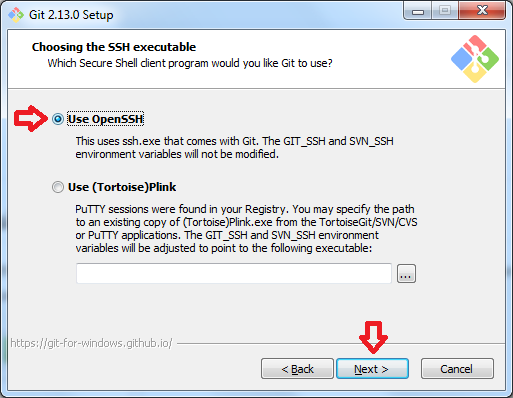 Git 2.13.0 Setup
Choosing the SSH executable
Which Secure Shell client program would you like Git to use?
Use OpenSSH
This uses ssh.exe that comes with Git. The GIT_SSH and SVN_SSH
environment variables will not be modified.
Use (Tortoise)Plink
PuTTY sessions were found in your Registry. You may specify the path
to an existing copy of (Tortoise)Plink.exe from the TortoiseGit/SVN/CVS
or PuTTY applications. The GIT_SSH and SVN_SSH environment
variables will be adjusted to point to the following executable:
...
https://git-for-windows.github.io/
< Back Next > Cancel